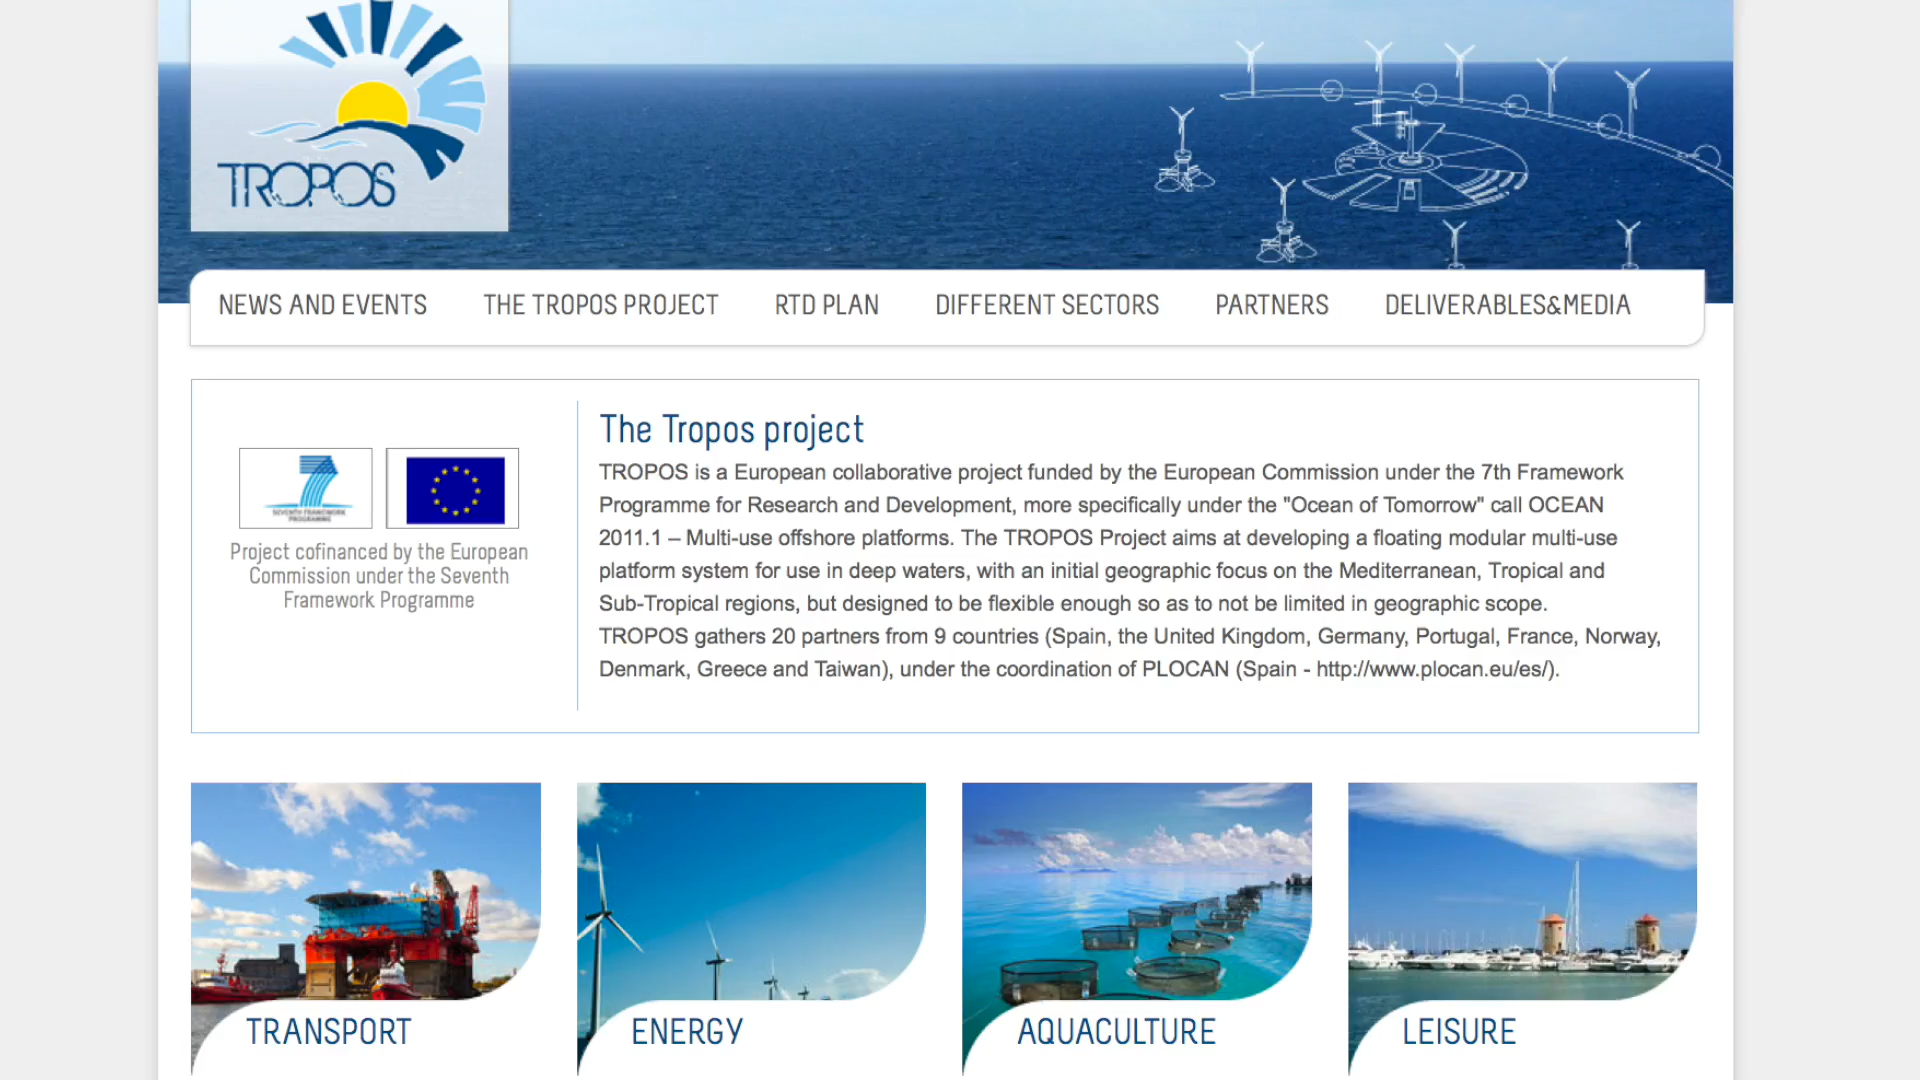 TROPOS
NEWS AND EVENTS THE TROPOS PROJECT RTD PLAN DIFFERENT SECTORS PARTNERS DELIVERABLES&MEDIA
SEVENTH FRAMEWORK
PROGRAMME
Project cofinanced by the European
Commission under the Seventh
Framework Programme
The Tropos project
TROPOS is a European collaborative project funded by the European Commission under the 7th Framework
Programme for Research and Development, more specifically under the "Ocean of Tomorrow" call OCEAN
2011.1 – Multi-use offshore platforms. The TROPOS Project aims at developing a floating modular multi-use
platform system for use in deep waters, with an initial geographic focus on the Mediterranean, Tropical and
Sub-Tropical regions, but designed to be flexible enough so as to not be limited in geographic scope.
TROPOS gathers 20 partners from 9 countries (Spain, the United Kingdom, Germany, Portugal, France, Norway,
Denmark, Greece and Taiwan), under the coordination of PLOCAN (Spain - http://www.plocan.eu/es/).
TRANSPORT ENERGY AQUACULTURE LEISURE